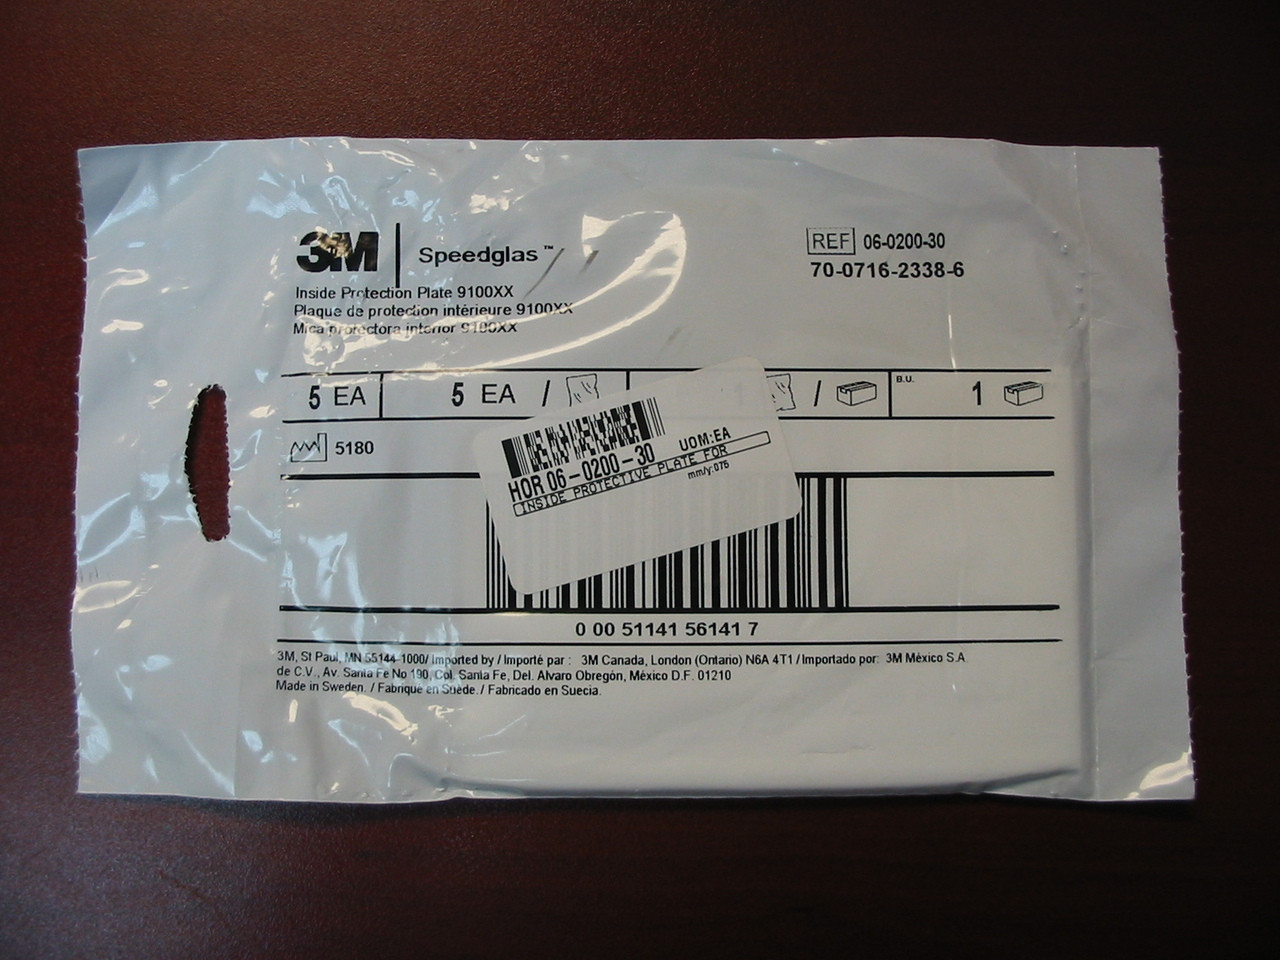 3M Speedglas™
REF 06-0200-30
70-0716-2338-6
Inside Protection Plate 9100XX
Plaque de protection intérieure 9100XX
Mica protectora interior 9100XX
5 EA 5 EA / 1 / B.U. 1
5180
HOR 06-0200-30 UOM:EA
INSIDE PROTECTIVE PLATE FOR
mm/y:076
0 00 51141 56141 7
3M, St Paul, MN 55144-1000/ Imported by / Importé par : 3M Canada, London (Ontario) N6A 4T1 / Importado por: 3M México S.A.
de C.V., Av. Santa Fe No 190, Col. Santa Fe, Del. Alvaro Obregón, México D.F. 01210
Made in Sweden. / Fabriqué en Suède. / Fabricado en Suecia.